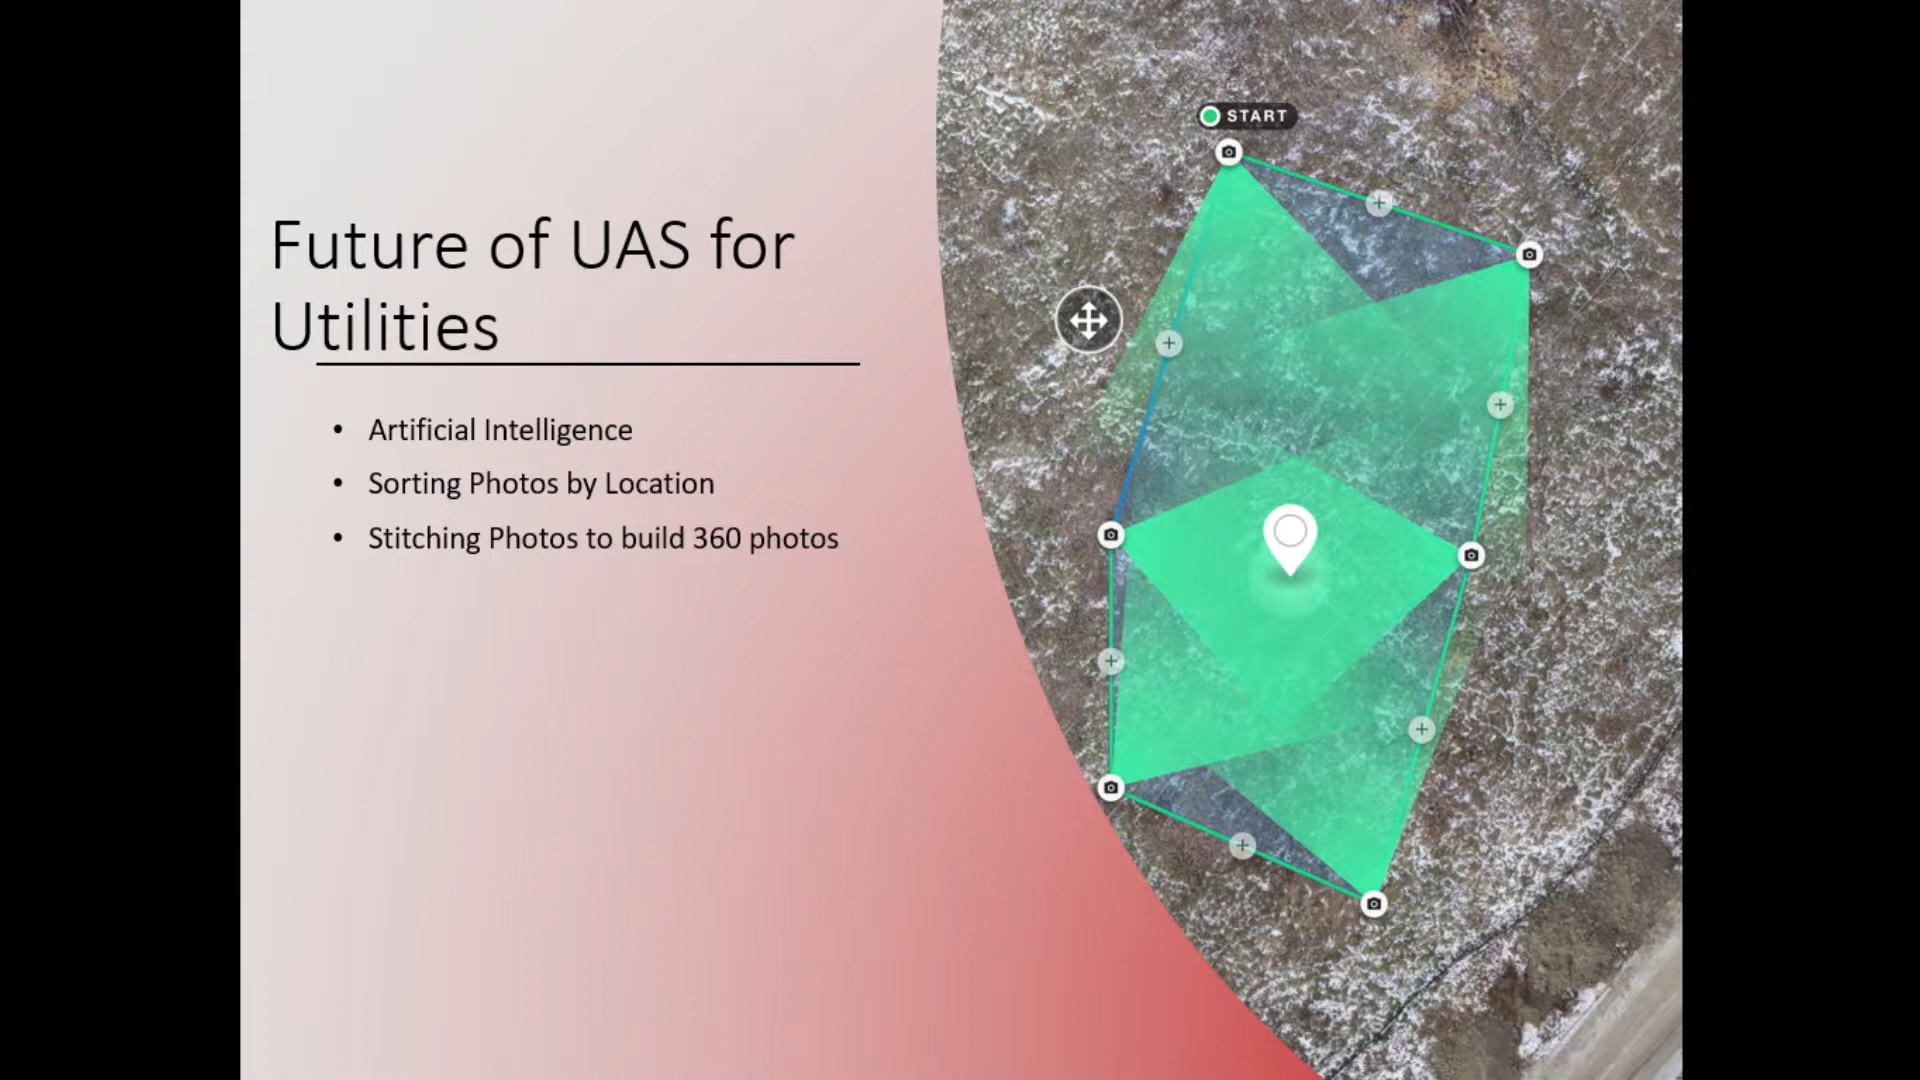 Future of UAS for
Utilities
• Artificial Intelligence
• Sorting Photos by Location
• Stitching Photos to build 360 photos
START